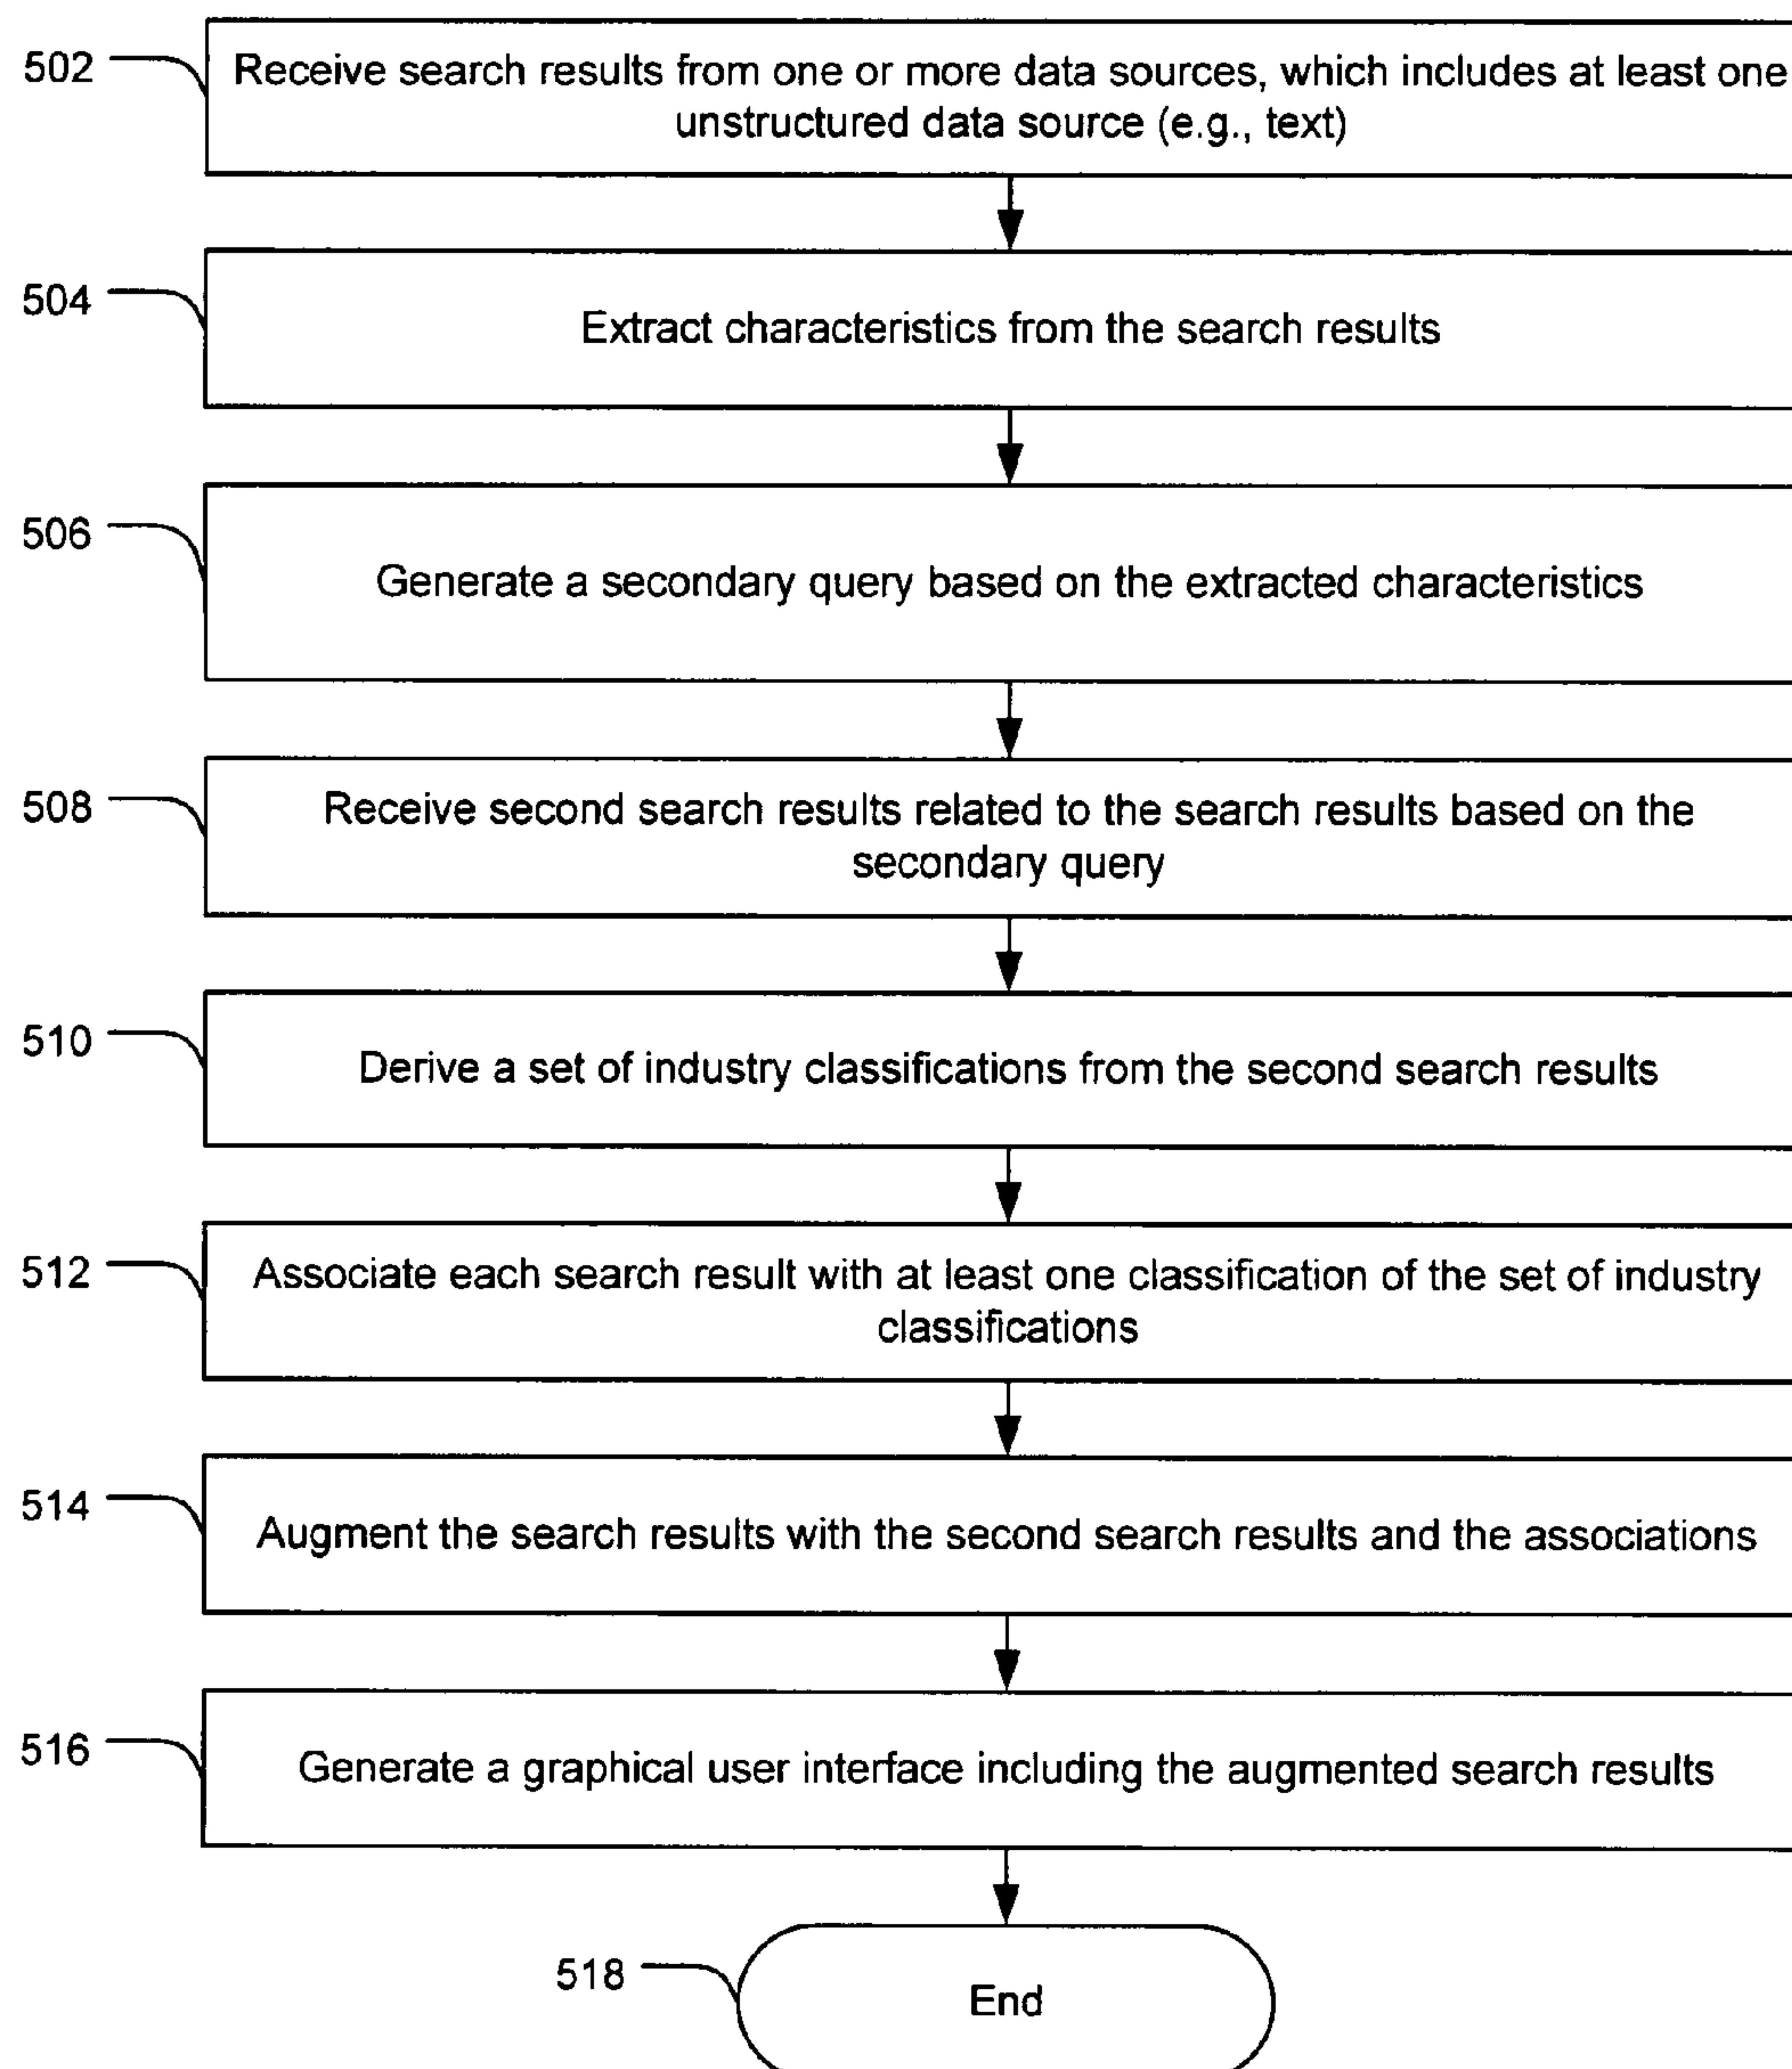 502
Receive search results from one or more data sources, which includes at least one
unstructured data source (e.g., text)
504
Extract characteristics from the search results
506
Generate a secondary query based on the extracted characteristics
508
Receive second search results related to the search results based on the
secondary query
510
Derive a set of industry classifications from the second search results
512
Associate each search result with at least one classification of the set of industry
classifications
514
Augment the search results with the second search results and the associations
516
Generate a graphical user interface including the augmented search results
518
End